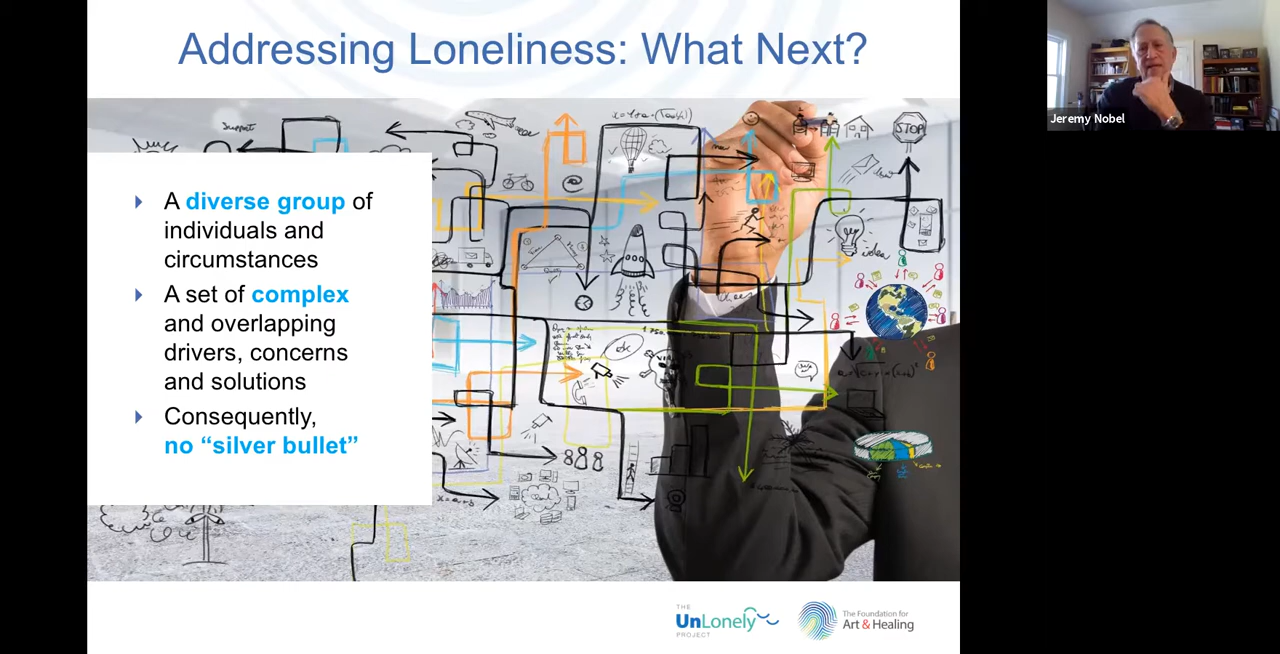 Addressing Loneliness: What Next?
Jeremy Nobel
support
STOP
@
idea
A diverse group of
individuals and
circumstances
A set of complex
and overlapping
drivers, concerns
and solutions
Consequently,
no “silver bullet”
x=a+b
THE
UnLonely
PROJECT
The Foundation for
Art & Healing